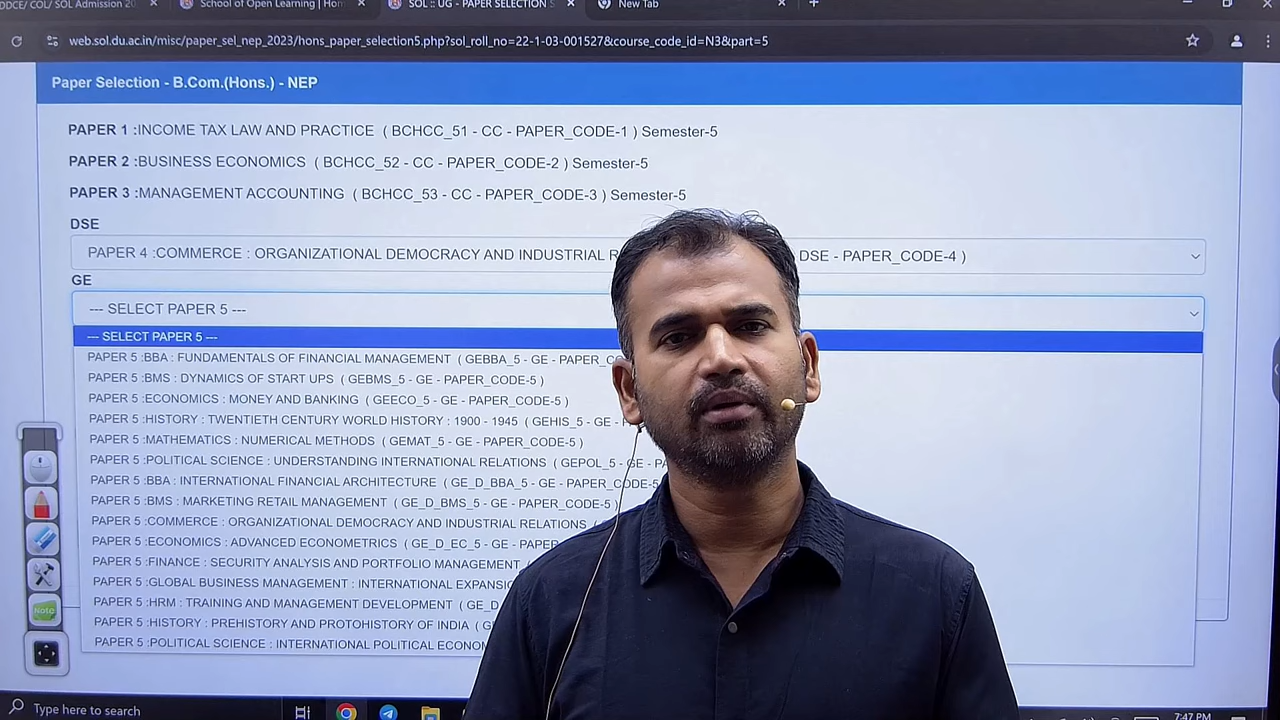 DDCE/ COL/ SOL Admission 20
School of Open Learning | Hom
SOL :: UG - PAPER SELECTION S
New Tab
web.sol.du.ac.in/misc/paper_sel_nep_2023/hons_paper_selection5.php?sol_roll_no=22-1-03-001527&course_code_id=N3&part=5
Paper Selection - B.Com.(Hons.) - NEP
PAPER 1 :INCOME TAX LAW AND PRACTICE ( BCHCC_51 - CC - PAPER_CODE-1 ) Semester-5
PAPER 2 :BUSINESS ECONOMICS ( BCHCC_52 - CC - PAPER_CODE-2 ) Semester-5
PAPER 3 :MANAGEMENT ACCOUNTING ( BCHCC_53 - CC - PAPER_CODE-3 ) Semester-5
DSE
PAPER 4 :COMMERCE : ORGANIZATIONAL DEMOCRACY AND INDUSTRIAL DSE - PAPER_CODE-4 )
GE
--- SELECT PAPER 5 ---
--- SELECT PAPER 5 ---
PAPER 5 :BBA : FUNDAMENTALS OF FINANCIAL MANAGEMENT ( GEBBA_5 - GE - PAPER_C
PAPER 5 :BMS : DYNAMICS OF START UPS ( GEBMS_5 - GE - PAPER_CODE-5 )
PAPER 5 :ECONOMICS : MONEY AND BANKING ( GEECO_5 - GE - PAPER_CODE-5 )
PAPER 5 :HISTORY : TWENTIETH CENTURY WORLD HISTORY : 1900 - 1945 ( GEHIS_5 - GE -
PAPER 5 :MATHEMATICS : NUMERICAL METHODS ( GEMAT_5 - GE - PAPER_CODE-5 )
PAPER 5 :POLITICAL SCIENCE : UNDERSTANDING INTERNATIONAL RELATIONS ( GEPOL_5 - GE - PA
PAPER 5 :BBA : INTERNATIONAL FINANCIAL ARCHITECTURE ( GE_D_BBA_5 - GE - PAPER_CODE-5
PAPER 5 :BMS : MARKETING RETAIL MANAGEMENT ( GE_D_BMS_5 - GE - PAPER_CODE-5 )
PAPER 5 :COMMERCE : ORGANIZATIONAL DEMOCRACY AND INDUSTRIAL RELATIONS (
PAPER 5 :ECONOMICS : ADVANCED ECONOMETRICS ( GE_D_EC_5 - GE - PAPER
PAPER 5 :FINANCE : SECURITY ANALYSIS AND PORTFOLIO MANAGEMENT (
PAPER 5 :GLOBAL BUSINESS MANAGEMENT : INTERNATIONAL EXPANSIO
PAPER 5 :HRM : TRAINING AND MANAGEMENT DEVELOPMENT ( GE_D
PAPER 5 :HISTORY : PREHISTORY AND PROTOHISTORY OF INDIA ( GE
PAPER 5 :POLITICAL SCIENCE : INTERNATIONAL POLITICAL ECONOM
Note
Type here to search
7:47 PM